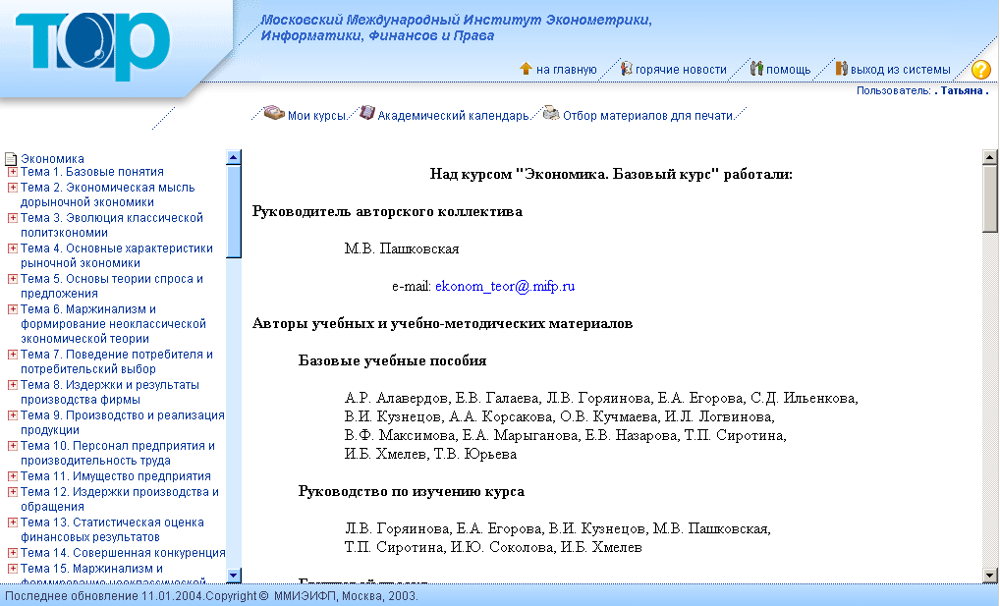 тор
Московский Международный Институт Эконометрики,
Информатики, Финансов и Права
на главную
горячие новости
помощь
выход из системы
?
Пользователь: . Татьяна .
Мои курсы.
Академический календарь.
Отбор материалов для печати.
Экономика
Тема 1. Базовые понятия
Тема 2. Экономическая мысль
дорыночной экономики
Тема 3. Эволюция классической
политэкономии
Тема 4. Основные характеристики
рыночной экономики
Тема 5. Основы теории спроса и
предложения
Тема 6. Маржинализм и
формирование неоклассической
экономической теории
Тема 7. Поведение потребителя и
потребительский выбор
Тема 8. Издержки и результаты
производства фирмы
Тема 9. Производство и реализация
продукции
Тема 10. Персонал предприятия и
производительность труда
Тема 11. Имущество предприятия
Тема 12. Издержки производства и
обращения
Тема 13. Статистическая оценка
финансовых результатов
Тема 14. Совершенная конкуренция
Тема 15. Маржинализм и
формирование неоклассической
Над курсом "Экономика. Базовый курс" работали:
Руководитель авторского коллектива
М.В. Пашковская
e-mail: ekonom_teor@.mifp.ru
Авторы учебных и учебно-методических материалов
Базовые учебные пособия
А.Р. Алавердов, Е.В. Галаева, Л.В. Горяинова, Е.А. Егорова, С.Д. Ильенкова,
В.И. Кузнецов, А.А. Корсакова, О.В. Кучмаева, И.Л. Логвинова,
В.Ф. Максимова, Е.А. Марыганова, Е.В. Назарова, Т.П. Сиротина,
И.Б. Хмелев, Т.В. Юрьева
Руководство по изучению курса
Л.В. Горяинова, Е.А. Егорова, В.И. Кузнецов, М.В. Пашковская,
Т.П. Сиротина, И.Ю. Соколова, И.Б. Хмелев
Последнее обновление 11.01.2004.Copyright © ММИЭИФП, Москва, 2003.